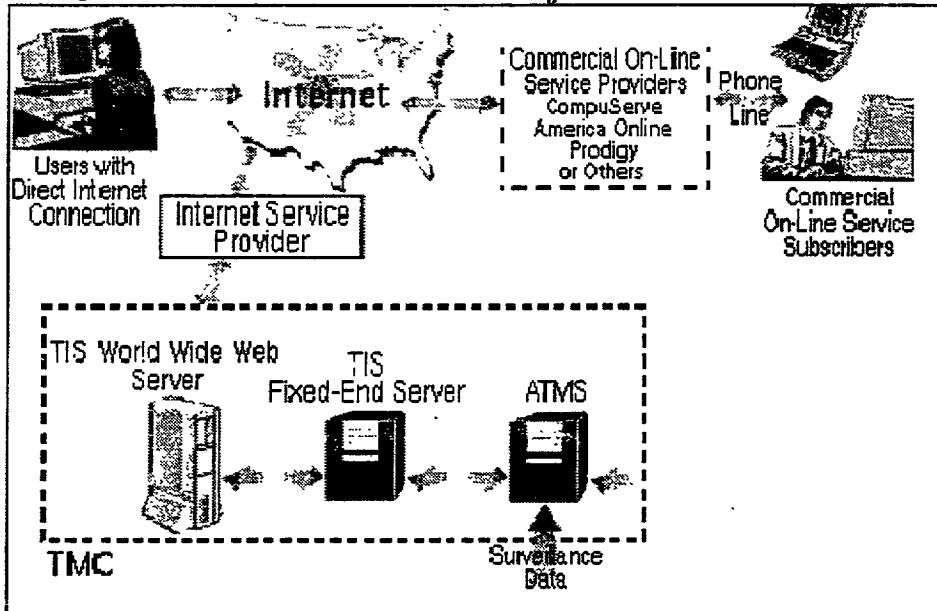 Internet
Commercial On-Line
Service Providers
CompuServe
America Online
Prodigy
or Others
Phone
Line
Users with
Direct Internet
Connection
Commercial
On-Line Service
Subscribers
Internet Service
Provider
TIS World Wide Web
Server
TIS
Fixed-End Server
ATMS
TMC
Surveillance
Data